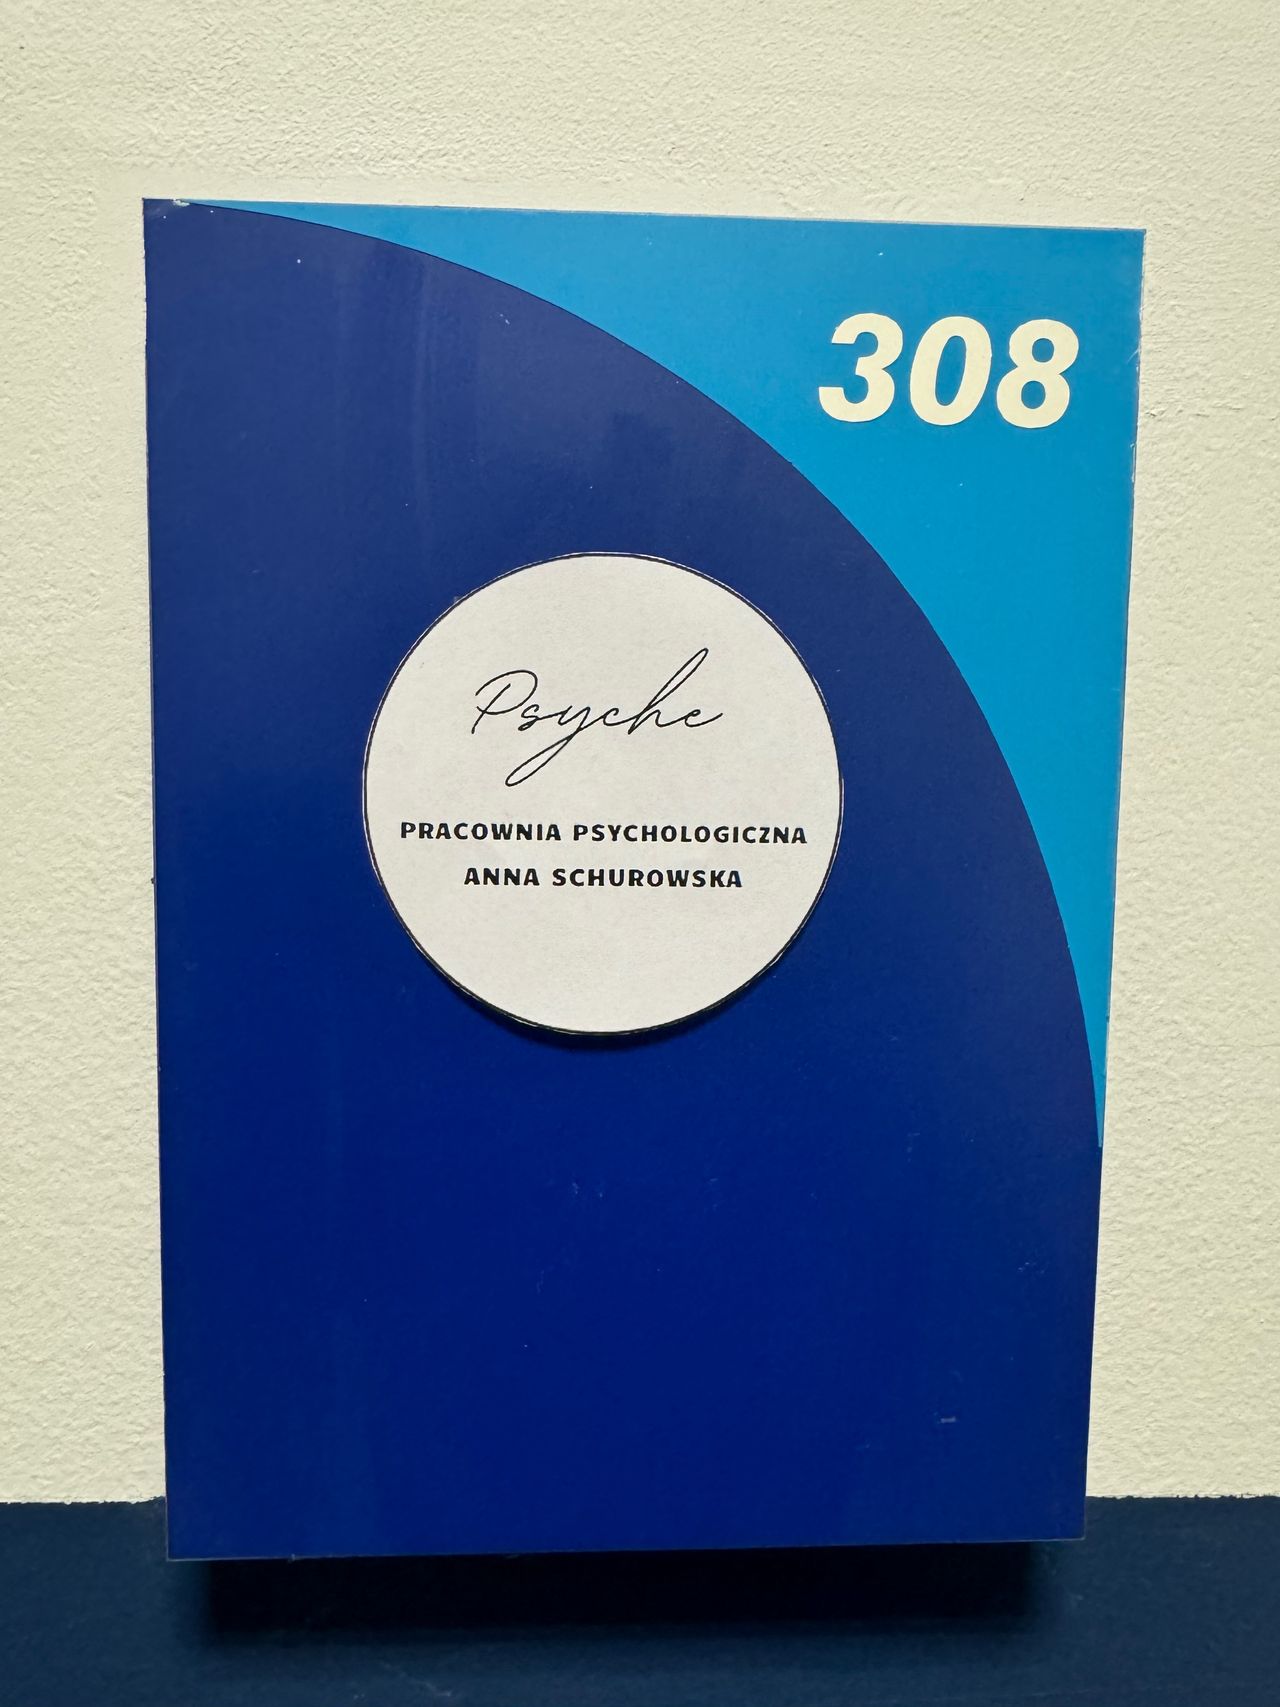 308
Psyche
PRACOWNIA PSYCHOLOGICZNA
ANNA SCHUROWSKA